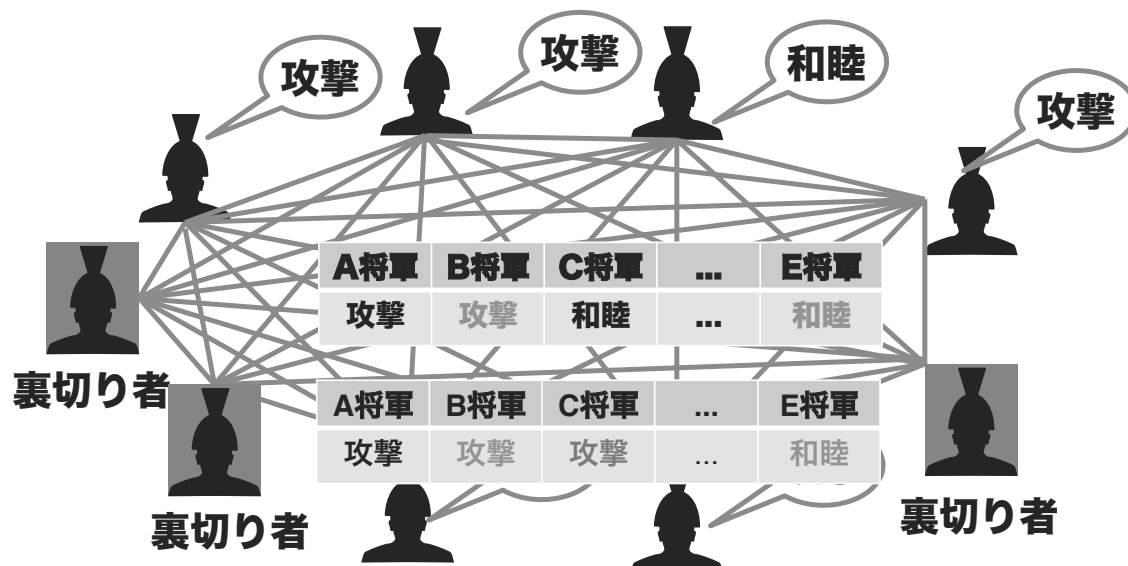 攻撃
攻撃
和睦
攻撃
A将軍 B将軍 C将軍 ... E将軍
攻撃 攻撃 和睦 ... 和睦
裏切り者
A将軍 B将軍 C将軍 ... E将軍
攻撃 攻撃 攻撃 ... 和睦
裏切り者
裏切り者